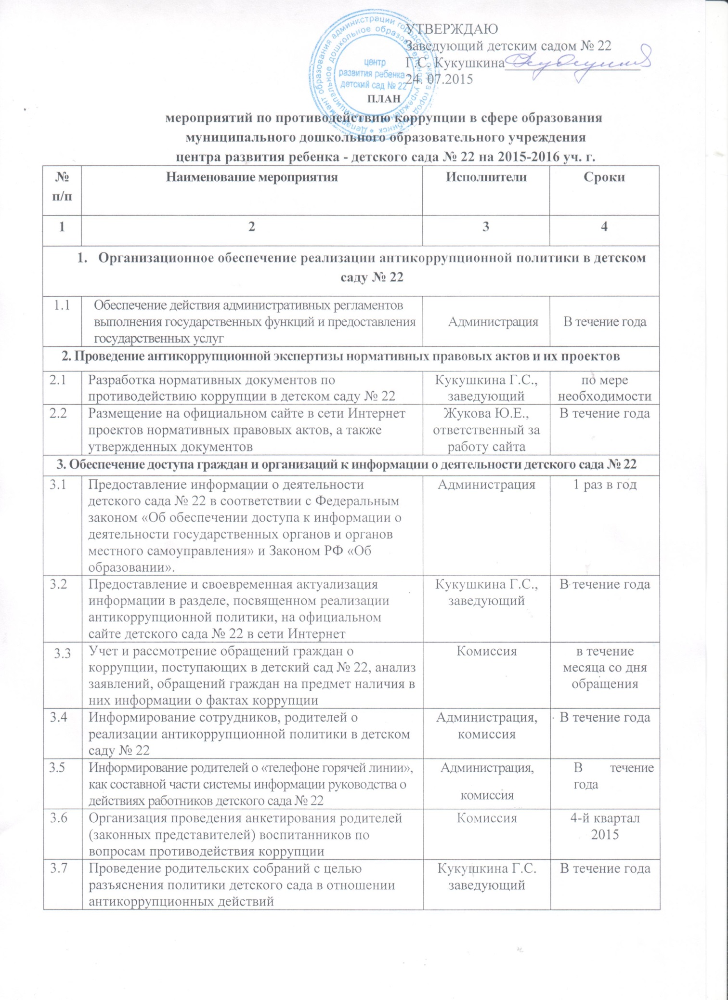 УТВЕРЖДАЮ
Заведующий детским садом № 22
Г.С. Кукушкина
24. 07.2015
Департамент образования администрации городского округа город Рыбинск
муниципальное дошкольное образовательное учреждение
центр
развития ребенка -
детский сад № 22
ПЛАН
мероприятий по противодействию коррупции в сфере образования
муниципального дошкольного образовательного учреждения
центра развития ребенка - детского сада № 22 на 2015-2016 уч. г.
№
п/п
Наименование мероприятия
Исполнители
Сроки
1
2
3
4
1. Организационное обеспечение реализации антикоррупционной политики в детском
саду № 22
1.1
Обеспечение действия административных регламентов
выполнения государственных функций и предоставления
государственных услуг
Администрация
В течение года
2. Проведение антикоррупционной экспертизы нормативных правовых актов и их проектов
2.1
Разработка нормативных документов по
противодействию коррупции в детском саду № 22
Кукушкина Г.С.,
заведующий
по мере
необходимости
2.2
Размещение на официальном сайте в сети Интернет
проектов нормативных правовых актов, а также
утвержденных документов
Жукова Ю.Е.,
ответственный за
работу сайта
В течение года
3. Обеспечение доступа граждан и организаций к информации о деятельности детского сада № 22
3.1
Предоставление информации о деятельности
детского сада № 22 в соответствии с Федеральным
законом «Об обеспечении доступа к информации о
деятельности государственных органов и органов
местного самоуправления» и Законом РФ «Об
образовании».
Администрация
1 раз в год
3.2
Предоставление и своевременная актуализация
информации в разделе, посвященном реализации
антикоррупционной политики, на официальном
сайте детского сада № 22 в сети Интернет
Кукушкина Г.С.,
заведующий
В течение года
3.3
Учет и рассмотрение обращений граждан о
коррупции, поступающих в детский сад № 22, анализ
заявлений, обращений граждан на предмет наличия в
них информации о фактах коррупции
Комиссия
в течение
месяца со дня
обращения
3.4
Информирование сотрудников, родителей о
реализации антикоррупционной политики в детском
саду № 22
Администрация,
комиссия
В течение года
3.5
Информирование родителей о «телефоне горячей линии»,
как составной части системы информации руководства о
действиях работников детского сада № 22
Администрация,
комиссия
В течение
года
3.6
Организация проведения анкетирования родителей
(законных представителей) воспитанников по
вопросам противодействия коррупции
Комиссия
4-й квартал
2015
3.7
Проведение родительских собраний с целью
разъяснения политики детского сада в отношении
антикоррупционных действий
Кукушкина Г.С.
заведующий
В течение года